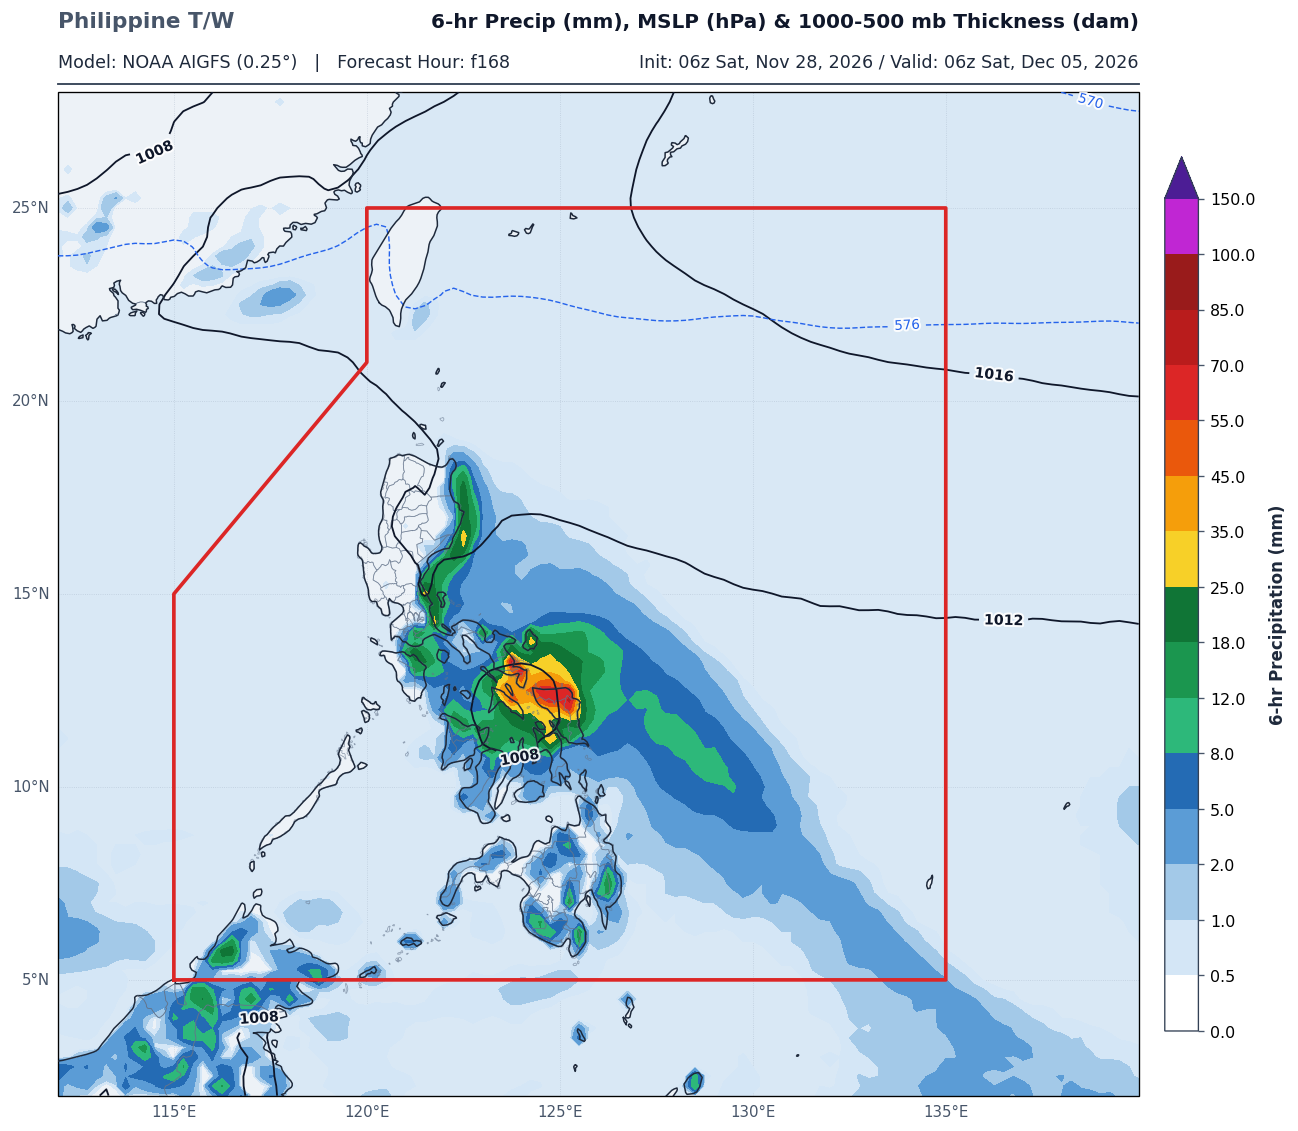 Philippine T/W
6-hr Precip (mm), MSLP (hPa) & 1000-500 mb Thickness (dam)
Model: NOAA AIGFS (0.25°) | Forecast Hour: f168
Init: 06z Sat, Nov 28, 2026 / Valid: 06z Sat, Dec 05, 2026
570
1008
25°N
576
1016
20°N
15°N
1012
1008
10°N
5°N
1008
115°E
120°E
125°E
130°E
135°E
150.0
100.0
85.0
70.0
55.0
45.0
35.0
25.0
18.0
12.0
8.0
5.0
2.0
1.0
0.5
0.0
6-hr Precipitation (mm)